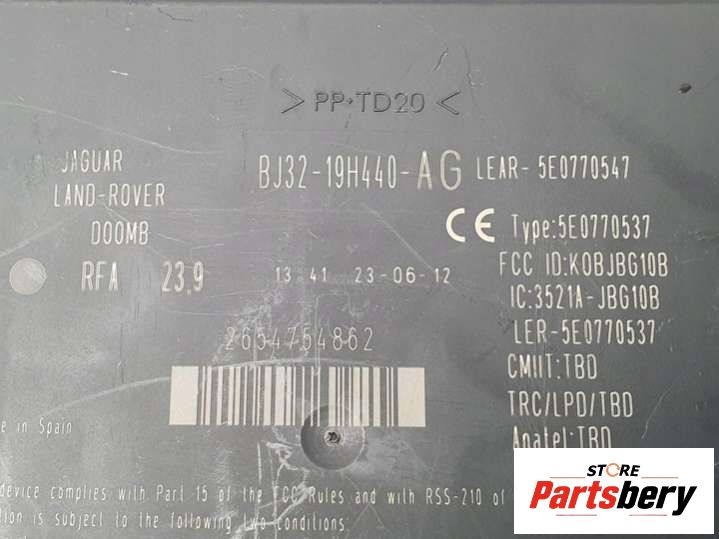 > PP-TD20 <
JAGUAR
LAND-ROVER
DOOMB
RFA 23,9
BJ32-19H440-AG LEAR-5E0770547
CE Type:5E0770537
FCC ID:KOBJBG10B
IC:3521A-JBG10B
LER-5E0770537
CMIIT:TBD
TRC/LPD/TBD
Anatel:TBD
13 41 23-06-12
2654754862
e in Spain
device complies with Part 15 of the FCC Rules and with RSS-210 of
tion is subject to the following two conditions:
STORE
Partsbery